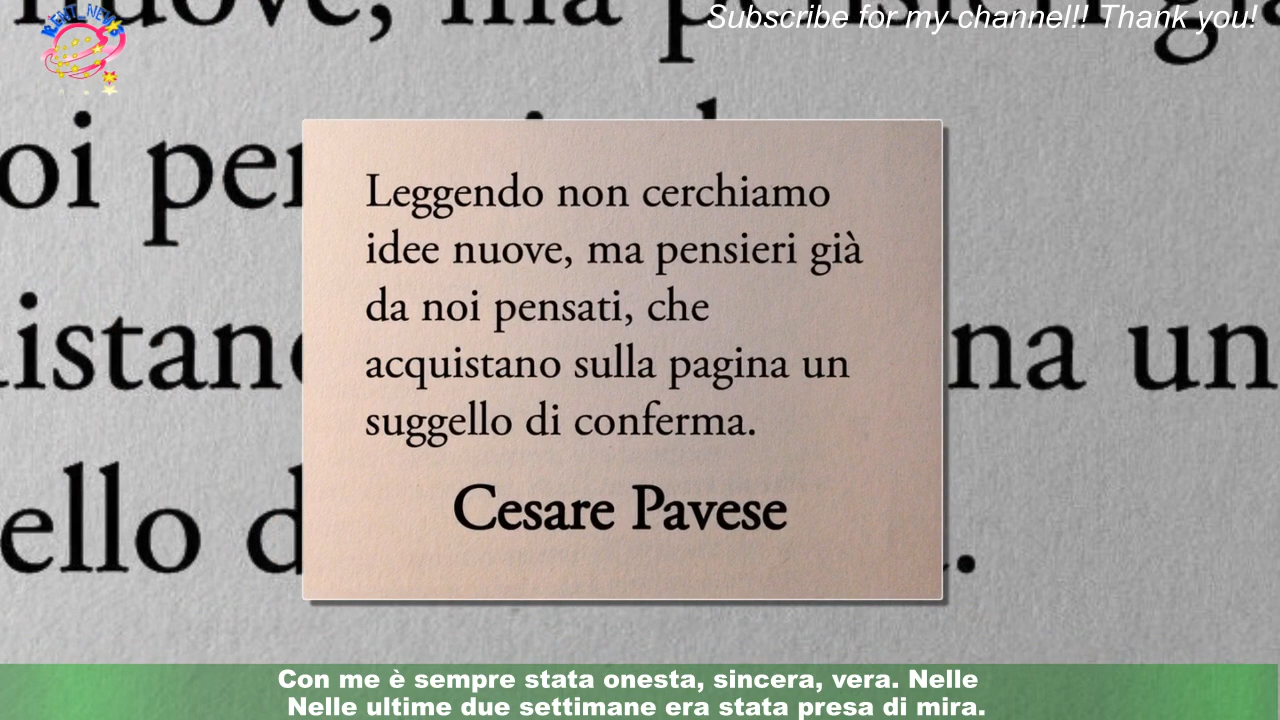 Subscribe for my channel!! Thank you!
Leggendo non cerchiamo
idee nuove, ma pensieri già
da noi pensati, che
acquistano sulla pagina un
suggello di conferma.
Cesare Pavese
Con me è sempre stata onesta, sincera, vera. Nelle
Nelle ultime due settimane era stata presa di mira.